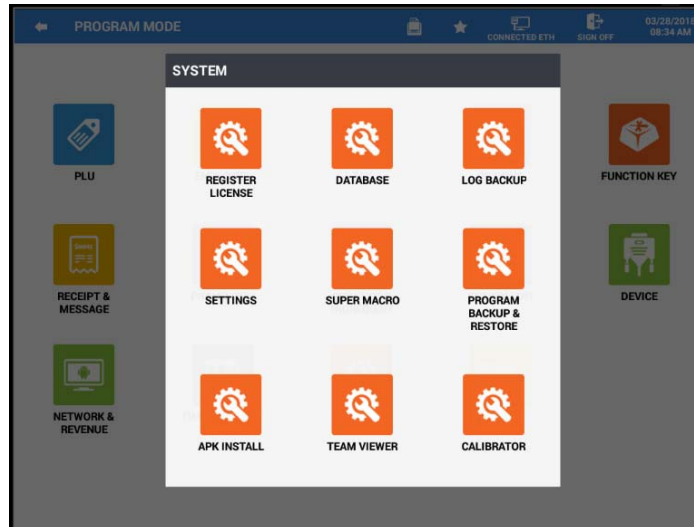 PROGRAM MODE
CONNECTED ETH
SIGN OFF
03/28/2018
08:34 AM
SYSTEM
REGISTER
LICENSE
DATABASE
LOG BACKUP
SETTINGS
SUPER MACRO
PROGRAM
BACKUP &
RESTORE
APK INSTALL
TEAM VIEWER
CALIBRATOR
PLU
FUNCTION KEY
RECEIPT &
MESSAGE
DEVICE
NETWORK &
REVENUE